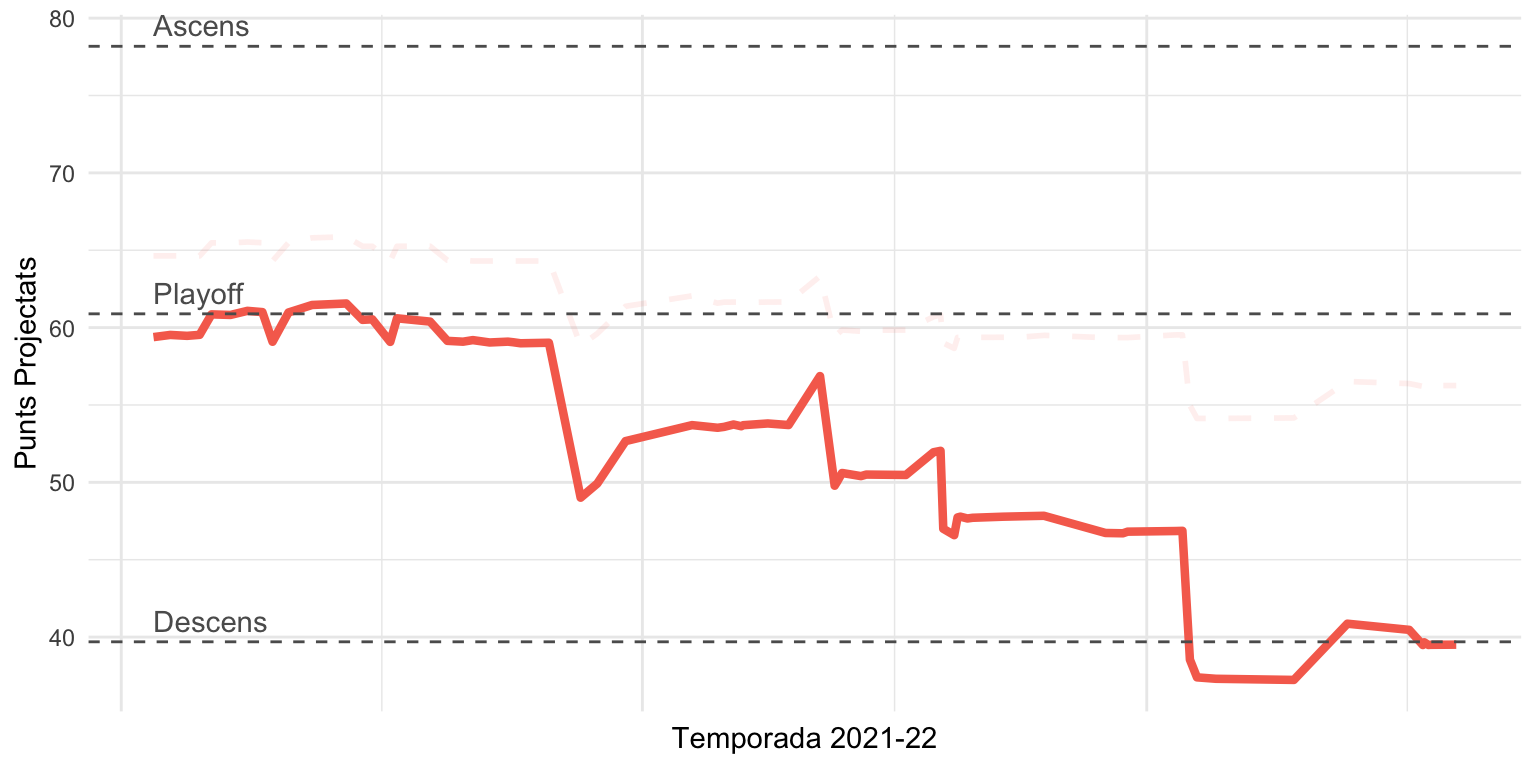 80
Ascens
70
Playoff
60
50
Descens
40
Punts Projectats
Temporada 2021-22